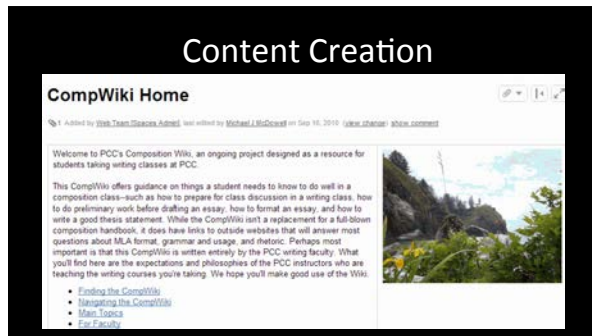 Content Creation
CompWiki Home
1 Added by Web Team (Spaces Admin), last edited by Michael J McDowell on Sep 16, 2010 (view change) show comment
Welcome to PCC's Composition Wiki, an ongoing project designed as a resource for
students taking writing classes at PCC.
This CompWiki offers guidance on things a student needs to know to do well in a
composition class--such as how to prepare for class discussion in a writing class, how
to do preliminary work before drafting an essay, how to format an essay, and how to
write a good thesis statement. While the CompWiki isn't a replacement for a full-blown
composition handbook, it does have links to outside websites that will answer most
questions about MLA format, grammar and usage, and rhetoric. Perhaps most
important is that this CompWiki is written entirely by the PCC writing faculty. What
you'll find here are the expectations and philosophies of the PCC instructors who are
teaching the writing courses you're taking. We hope you'll make good use of the Wiki.
Finding the CompWiki
Navigating the CompWiki
Main Topics
For Faculty